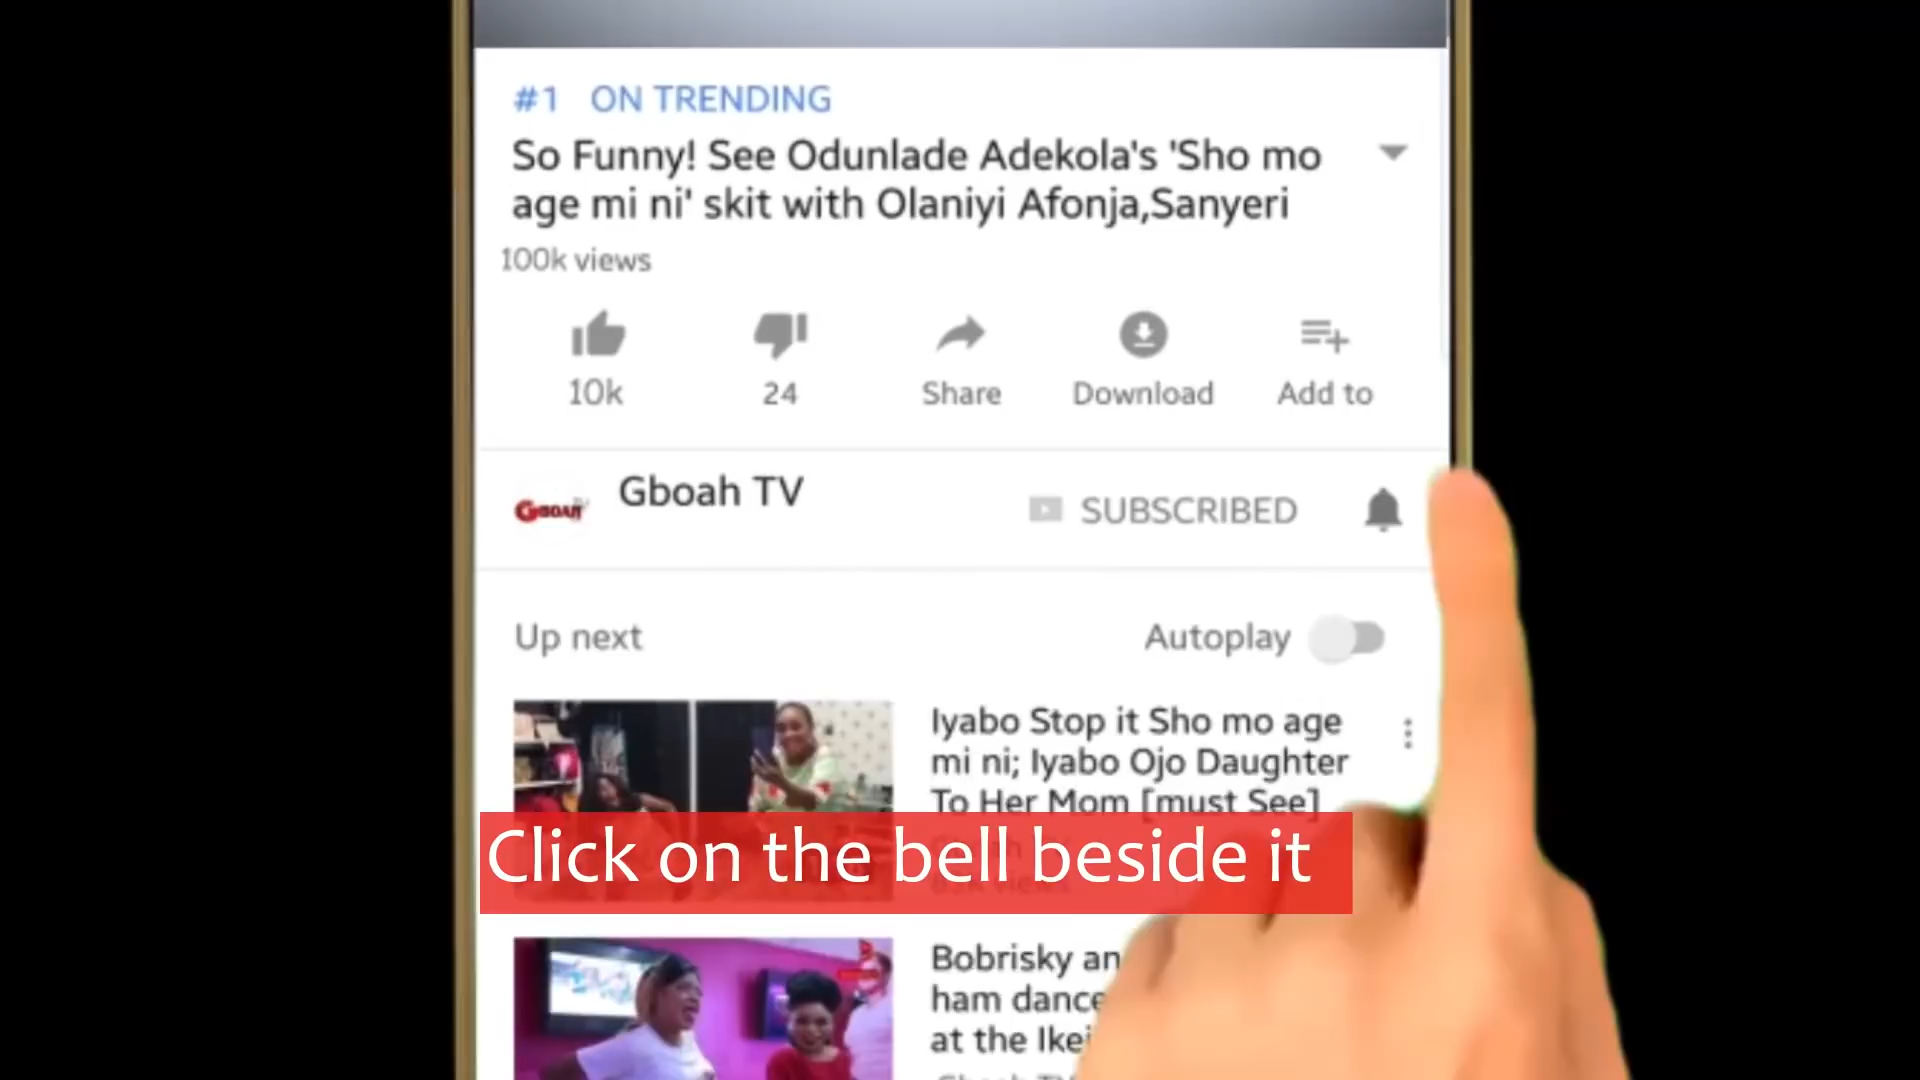 #1 ON TRENDING
So Funny! See Odunlade Adekola's 'Sho mo
age mi ni' skit with Olaniyi Afonja,Sanyeri
100k views
10k
24
Share
Download
Add to
GBOAH TV
Gboah TV
SUBSCRIBED
Up next
Autoplay
Iyabo Stop it Sho mo age
mi ni; Iyabo Ojo Daughter
To Her Mom [must See]
Click on the bell beside it
Bobrisky an
ham dance
at the Ikej